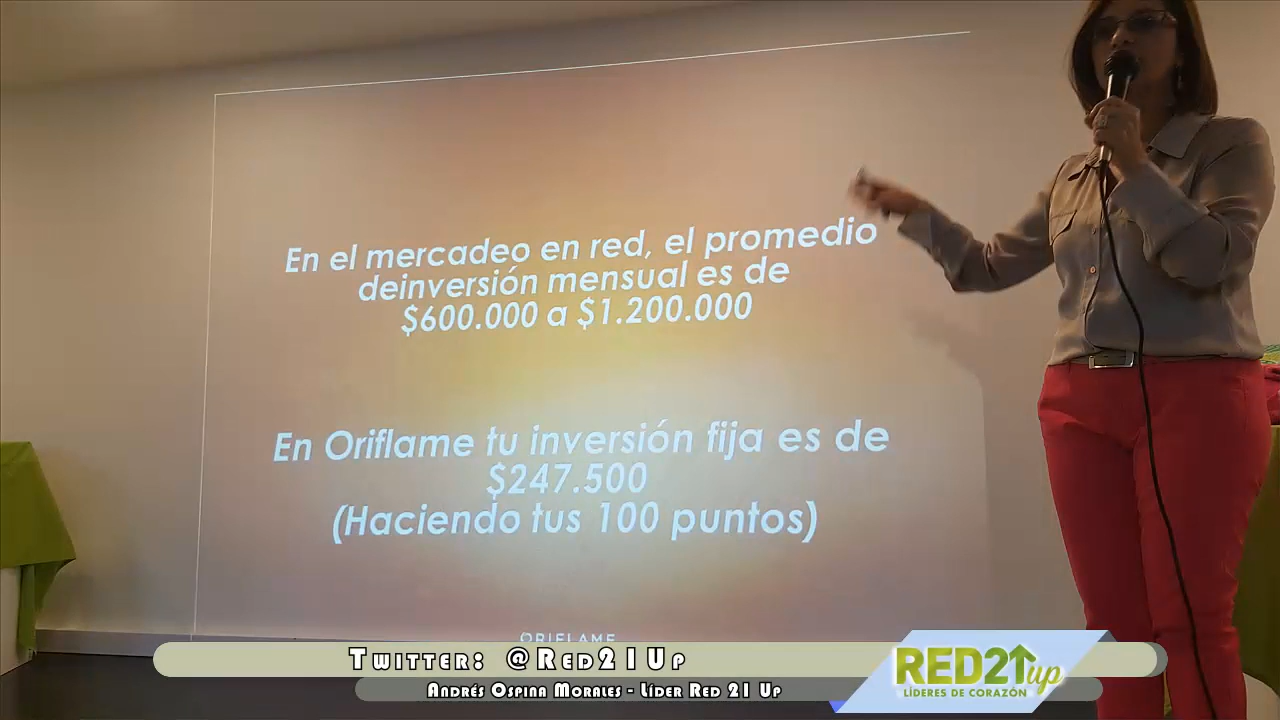 En el mercadeo en red, el promedio
deinversión mensual es de
$600.000 a $1.200.000
En Oriflame tu inversión fija es de
$247.500
(Haciendo tus 100 puntos)
ORIFLAME
Twitter: @Red21Up
Andrés Ospina Morales - Líder Red 21 Up
RED21up
LÍDERES DE CORAZÓN